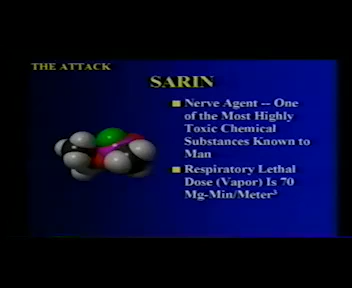 THE ATTACK
SARIN
Nerve Agent -- One
of the Most Highly
Toxic Chemical
Substances Known to
Man
Respiratory Lethal
Dose (Vapor) Is 70
Mg-Min/Meter³